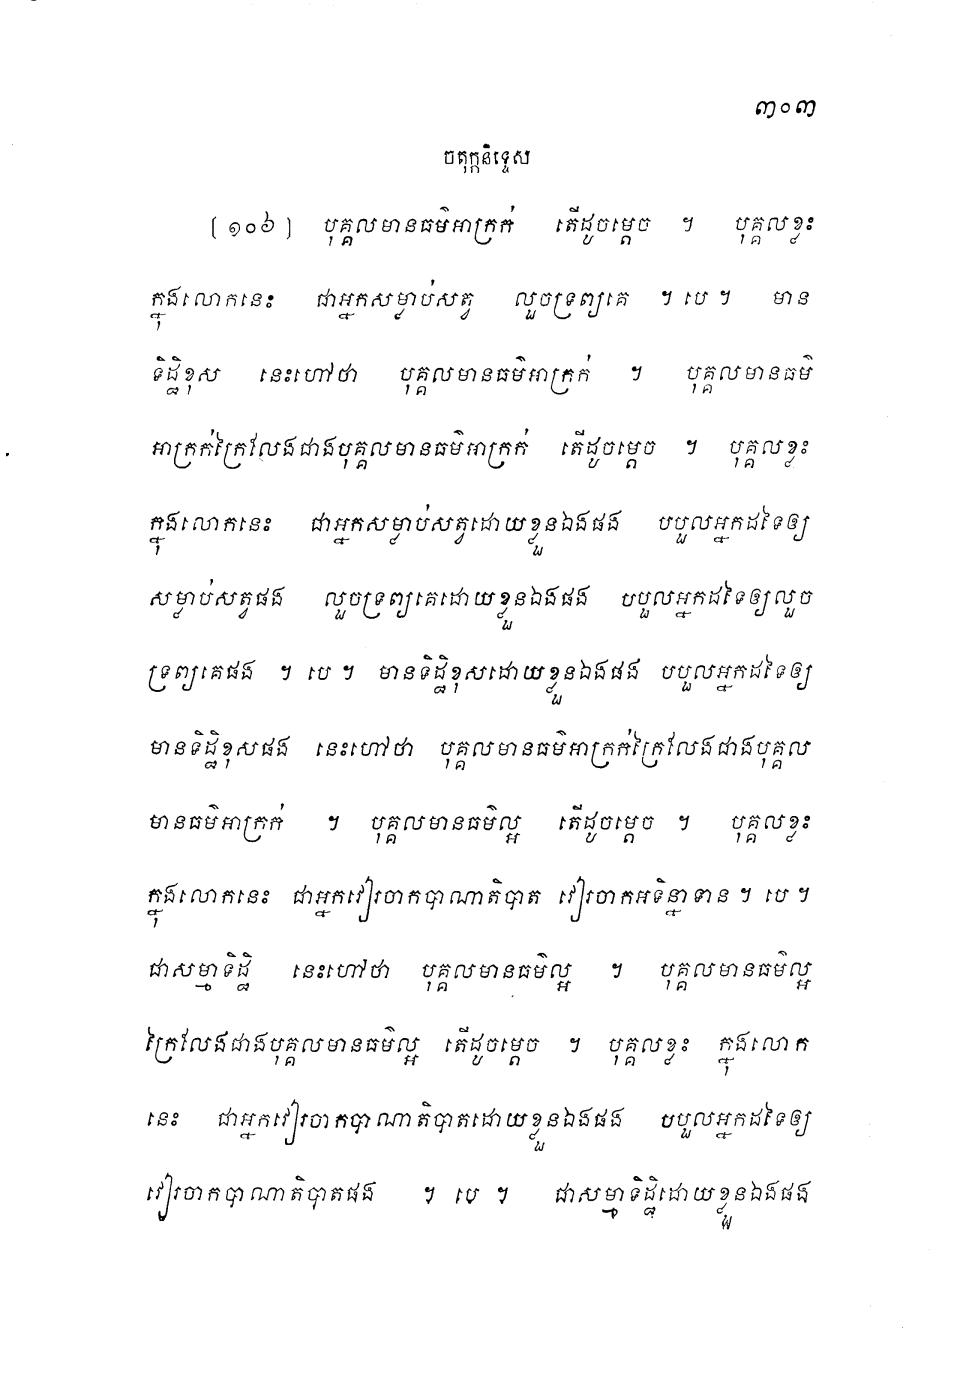 ៣០៣
ចតុក្កនិទ្ទេស
[១០៦] បុគ្គលមានធម៌អាក្រក់ តើដូចម្តេច ។ បុគ្គលខ្លះ
ក្នុងលោកនេះ ជាអ្នកសម្លាប់សត្វ លួចទ្រព្យគេ ។ បេ ។ មាន
ទិដ្ឋិខុស នេះហៅថា បុគ្គលមានធម៌អាក្រក់ ។ បុគ្គលមានធម៌
អាក្រក់ក្រៃលែងជាងបុគ្គលមានធម៌អាក្រក់ តើដូចម្តេច ។ បុគ្គលខ្លះ
ក្នុងលោកនេះ ជាអ្នកសម្លាប់សត្វដោយខ្លួនឯងផង បបួលអ្នកដទៃឲ្យ
សម្លាប់សត្វផង លួចទ្រព្យគេដោយខ្លួនឯងផង បបួលអ្នកដទៃឲ្យលួច
ទ្រព្យគេផង ។ បេ ។ មានទិដ្ឋិខុសដោយខ្លួនឯងផង បបួលអ្នកដទៃឲ្យ
មានទិដ្ឋិខុសផង នេះហៅថា បុគ្គលមានធម៌អាក្រក់ក្រៃលែងជាងបុគ្គល
មានធម៌អាក្រក់ ។ បុគ្គលមានធម៌ល្អ តើដូចម្តេច ។ បុគ្គលខ្លះ
ក្នុងលោកនេះ ជាអ្នកវៀរចាកបាណាតិបាត វៀរចាកអទិន្នាទាន ។ បេ ។
ជាសម្មាទិដ្ឋិ នេះហៅថា បុគ្គលមានធម៌ល្អ ។ បុគ្គលមានធម៌ល្អ
ក្រៃលែងជាងបុគ្គលមានធម៌ល្អ តើដូចម្តេច ។ បុគ្គលខ្លះ ក្នុងលោក
នេះ ជាអ្នកវៀរចាកបាណាតិបាតដោយខ្លួនឯងផង បបួលអ្នកដទៃឲ្យ
វៀរចាកបាណាតិបាតផង ។ បេ ។ ជាសម្មាទិដ្ឋិដោយខ្លួនឯងផង